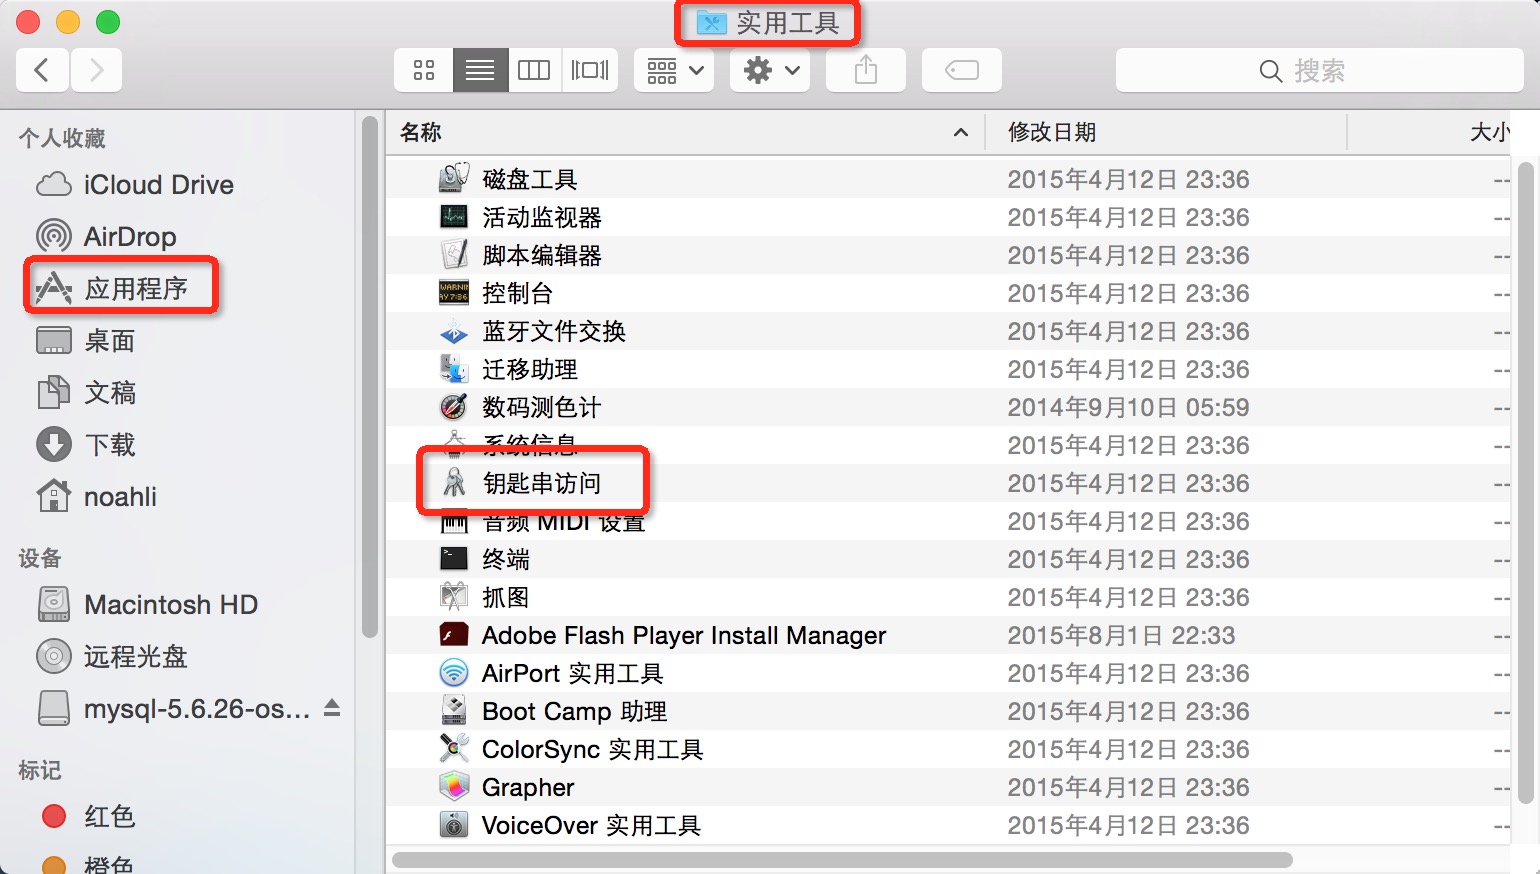 实用工具
搜索
个人收藏
iCloud Drive
AirDrop
应用程序
桌面
文稿
下载
noahli
设备
Macintosh HD
远程光盘
mysql-5.6.26-os...
标记
红色
橙色
名称 修改日期 大小
磁盘工具 2015年4月12日 23:36 --
活动监视器 2015年4月12日 23:36 --
脚本编辑器 2015年4月12日 23:36 --
控制台 2015年4月12日 23:36 --
蓝牙文件交换 2015年4月12日 23:36 --
迁移助理 2015年4月12日 23:36 --
数码测色计 2014年9月10日 05:59 --
系统信息 2015年4月12日 23:36 --
钥匙串访问 2015年4月12日 23:36 --
音频 MIDI 设置 2015年4月12日 23:36 --
终端 2015年4月12日 23:36 --
抓图 2015年4月12日 23:36 --
Adobe Flash Player Install Manager 2015年8月1日 22:33 --
AirPort 实用工具 2015年4月12日 23:36 --
Boot Camp 助理 2015年4月12日 23:36 --
ColorSync 实用工具 2015年4月12日 23:36 --
Grapher 2015年4月12日 23:36 --
VoiceOver 实用工具 2015年4月12日 23:36 --